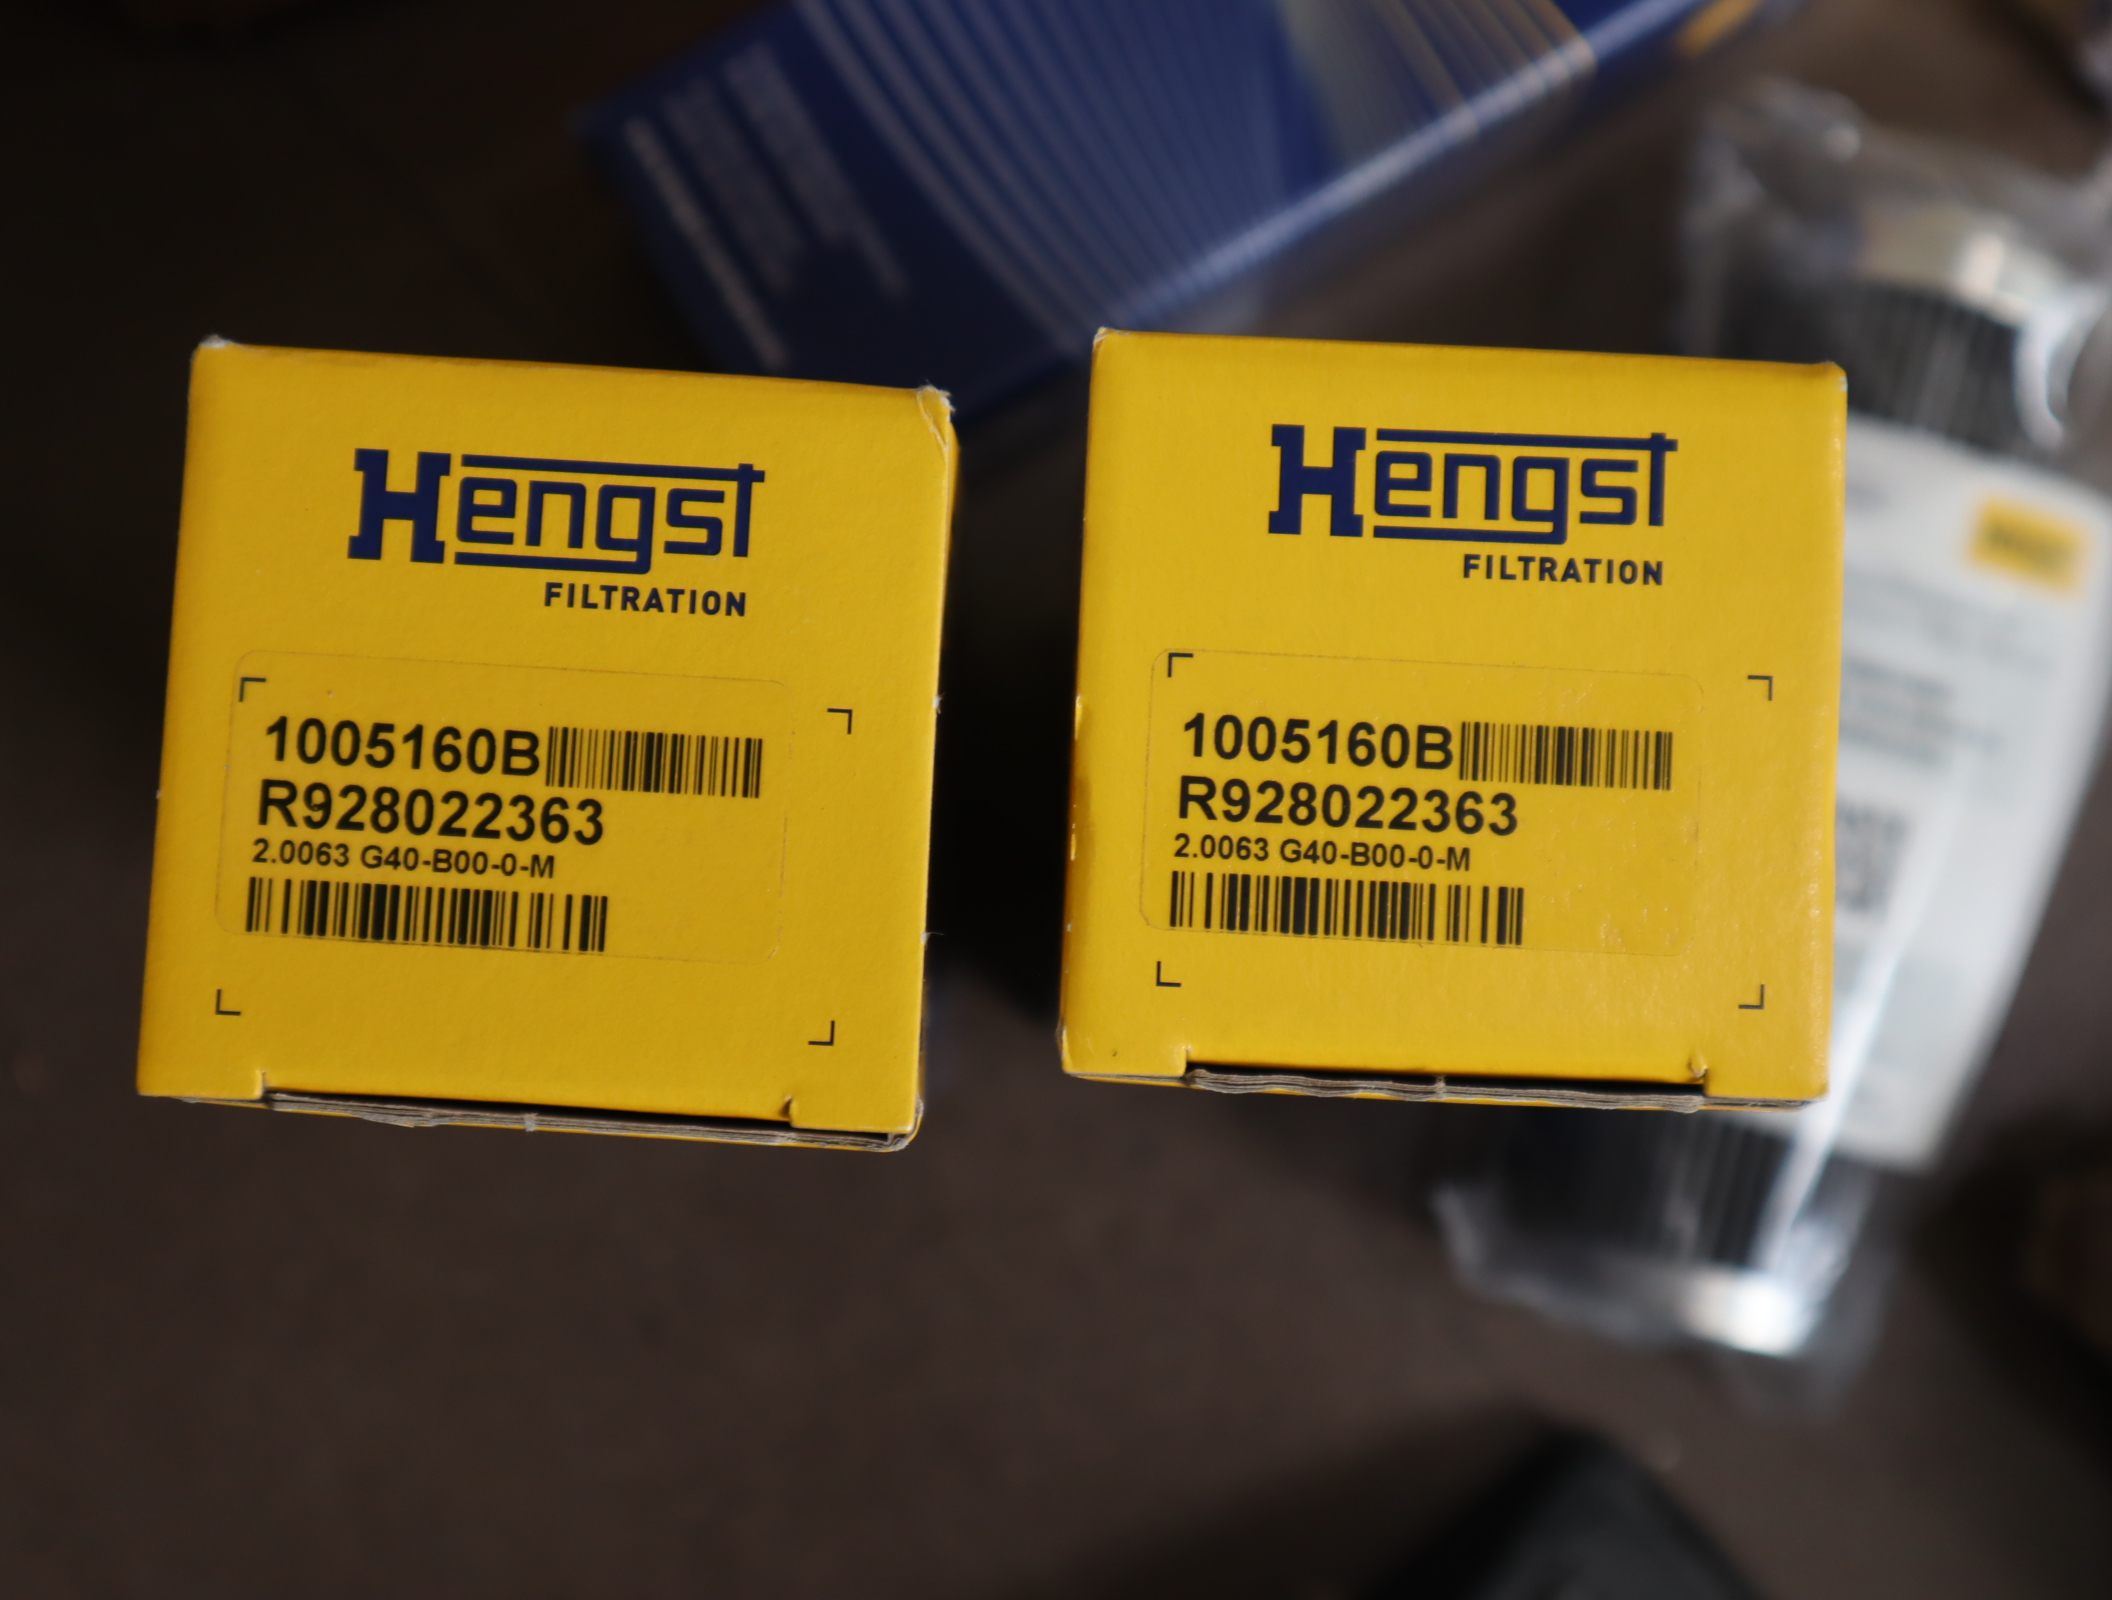 Hengst
FILTRATION
1005160B
R928022363
2.0063 G40-B00-0-M
Hengst
FILTRATION
1005160B
R928022363
2.0063 G40-B00-0-M